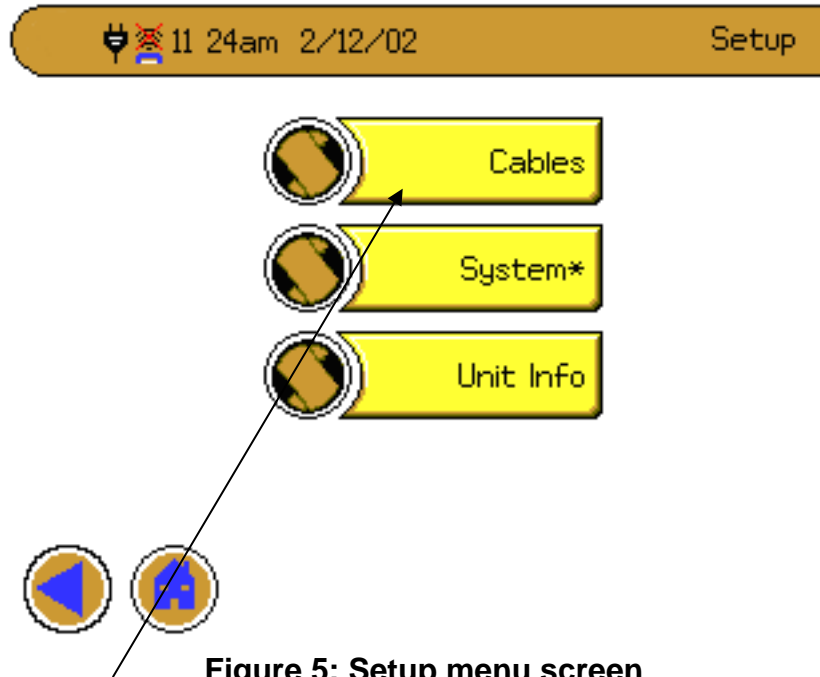 11 24am 2/12/02 Setup
Cables
System*
Unit Info
Figure 5: Setup menu screen